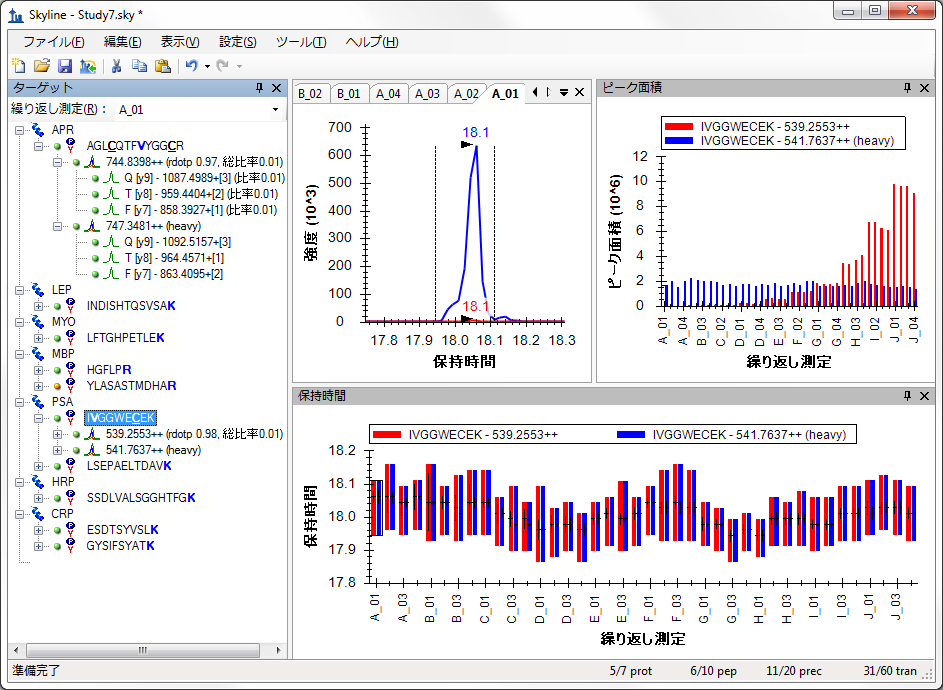 Skyline - Study7.sky *
ファイル(F) 編集(E) 表示(V) 設定(S) ツール(T) ヘルプ(H)
ターゲット
繰り返し測定(R)： A_01
APR
AGLCQTFVYGGCR
744.8398++ (rdotp 0.97, 総比率0.01)
Q [y9] - 1087.4989+[3] (比率0.01)
T [y8] - 959.4404+[2] (比率0.01)
F [y7] - 858.3927+[1] (比率0.01)
747.3481++ (heavy)
Q [y9] - 1092.5157+[3]
T [y8] - 964.4571+[1]
F [y7] - 863.4095+[2]
LEP
INDISHTQSVSAK
MYO
LFTGHPETLEK
MBP
HGFLPR
YLASASTMDHAR
PSA
IVGGWECEK
539.2553++ (rdotp 0.98, 総比率0.01)
541.7637++ (heavy)
LSEPAELTDAVK
HRP
SSDLVALSGGHTFGK
CRP
ESDTSYVSLK
GYSIFSYATK
B_02 B_01 A_04 A_03 A_02 A_01
700
600
500
400
300
200
100
0
強度 (10^3)
18.1
18.1
17.8 17.9 18.0 18.1 18.2 18.3
保持時間
ピーク面積
IVGGWECEK - 539.2553++
IVGGWECEK - 541.7637++ (heavy)
12
10
8
6
4
2
0
ピーク面積 (10^6)
A_01 A_04 B_03 C_02 D_01 D_04 E_03 F_02 G_01 G_04 H_03 I_02 J_01 J_04
繰り返し測定
保持時間
IVGGWECEK - 539.2553++ IVGGWECEK - 541.7637++ (heavy)
18.2
18.1
18.0
17.9
17.8
保持時間
A_01 A_03 B_01 B_03 C_01 C_03 D_01 D_03 E_01 E_03 F_01 F_03 G_01 G_03 H_01 H_03 I_01 I_03 J_01 J_03
繰り返し測定
準備完了 5/7 prot 6/10 pep 11/20 prec 31/60 tran